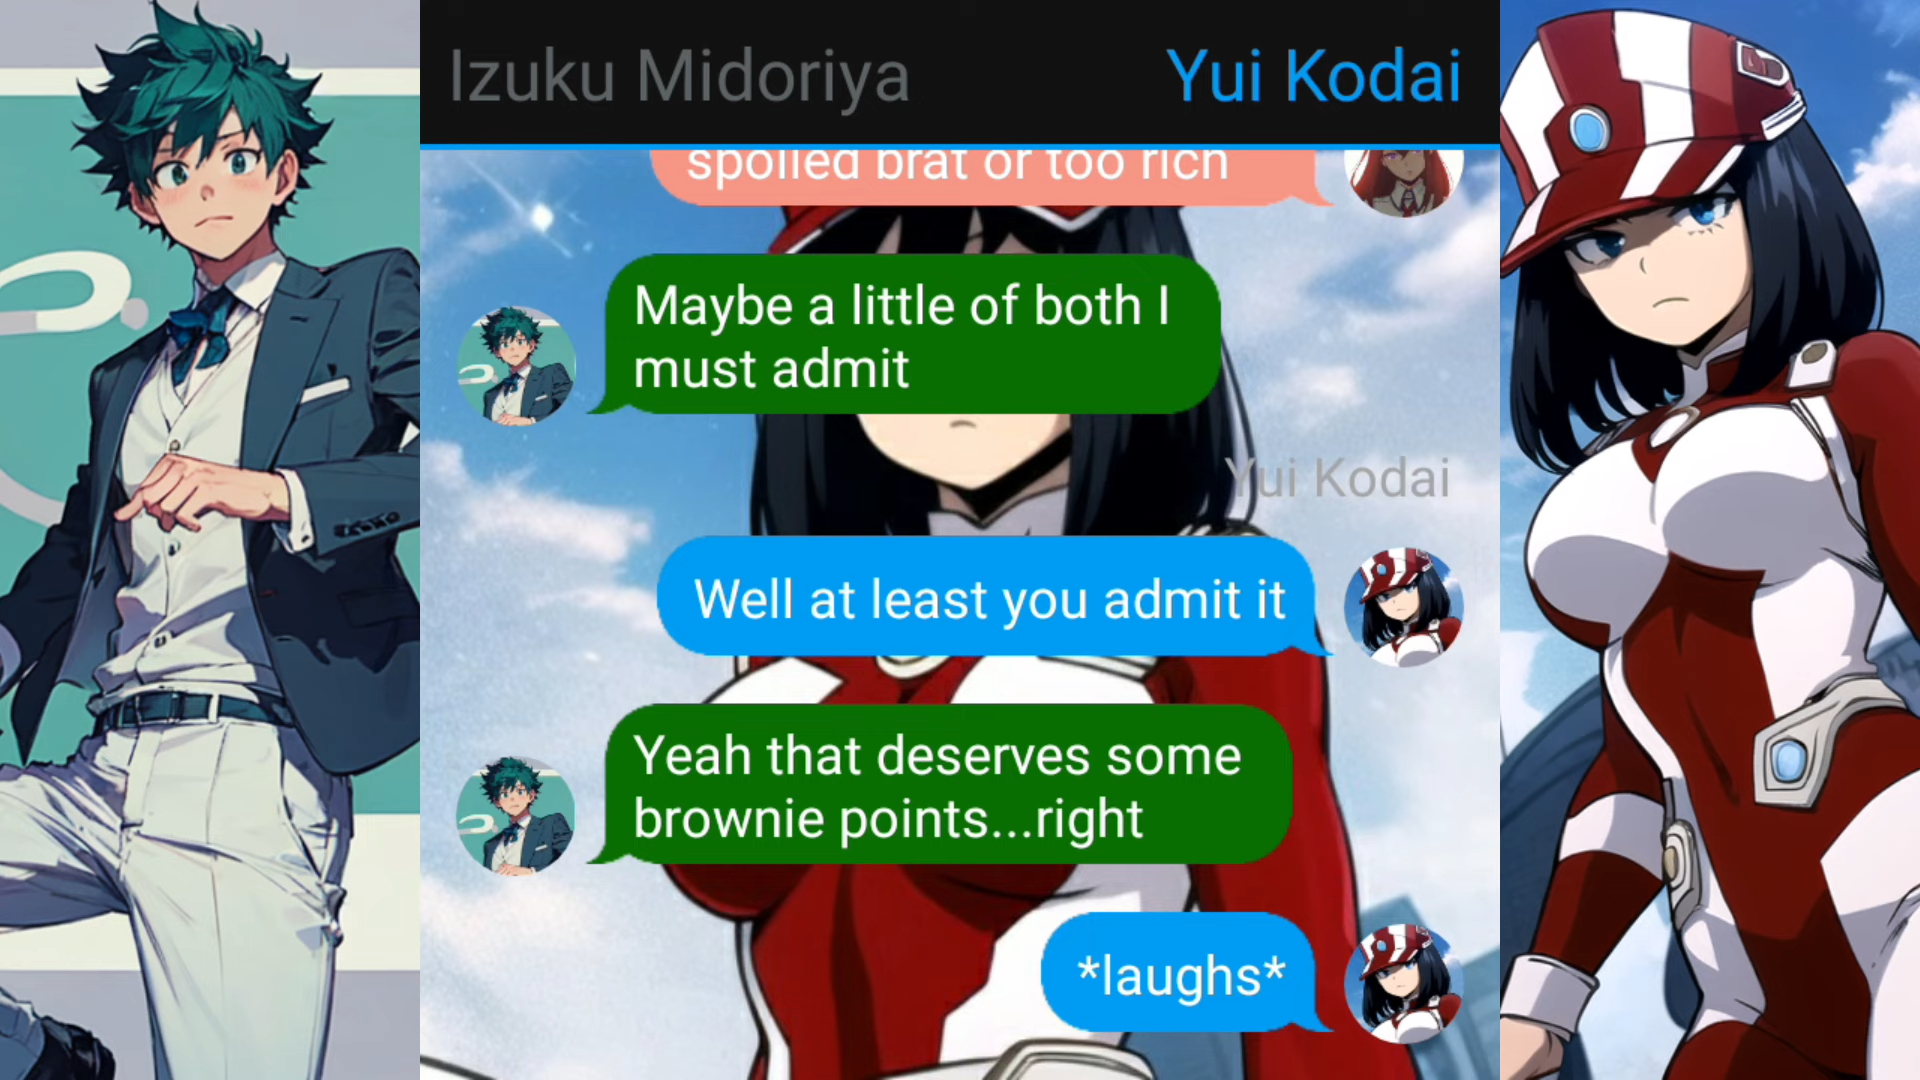 Izuku Midoriya
Yui Kodai
spoiled brat or too rich
Maybe a little of both I
must admit
Yui Kodai
Well at least you admit it
Yeah that deserves some
brownie points...right
*laughs*